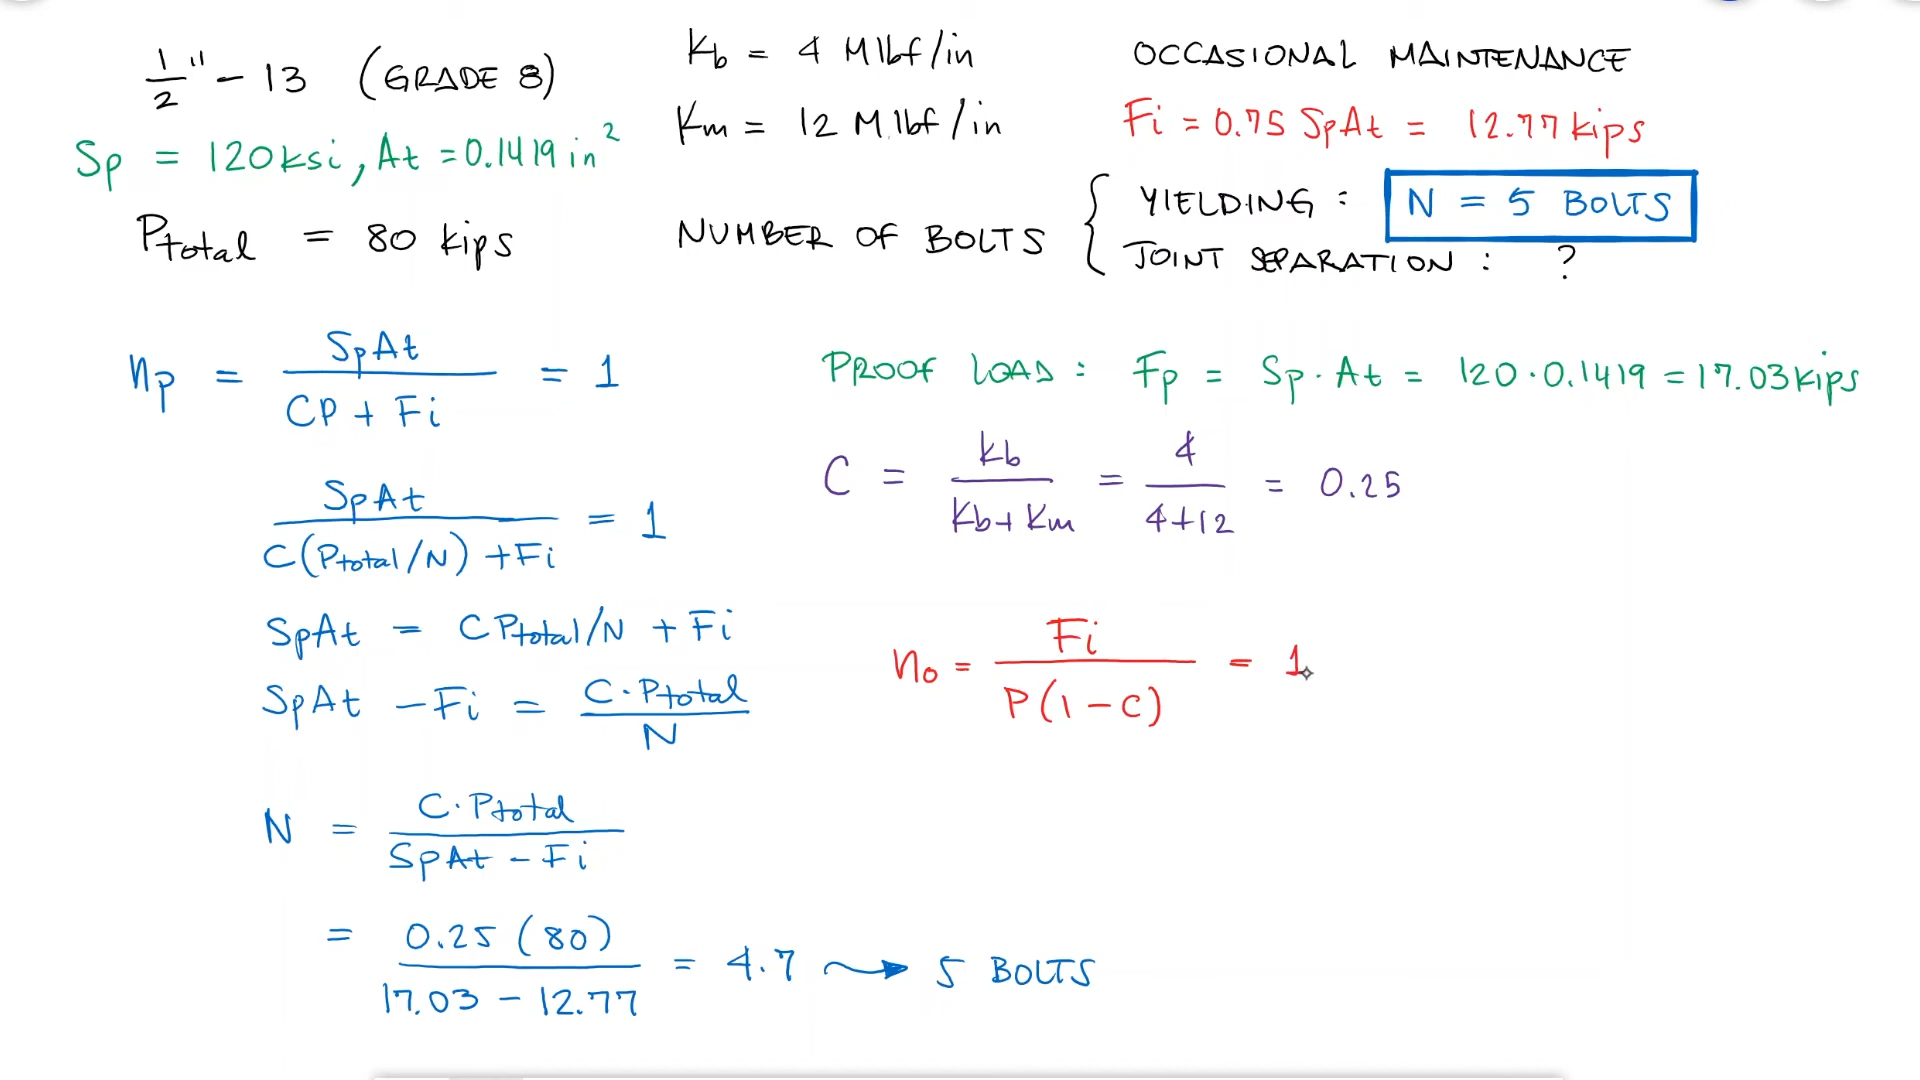 1/2" - 13 (GRADE 8)
Sp = 120ksi, At = 0.1419 in²
Ptotal = 80 kips
Kb = 4 Mlbf/in
Km = 12 Mlbf/in
NUMBER OF BOLTS
OCCASIONAL MAINTENANCE
Fi = 0.75 SpAt = 12.77 kips
YIELDING : N = 5 BOLTS
JOINT SEPARATION : ?
np = SpAt / (CP + Fi) = 1
SpAt / (C(Ptotal/N) + Fi) = 1
SpAt = C Ptotal/N + Fi
SpAt - Fi = C·Ptotal / N
N = C·Ptotal / (SpAt - Fi)
= 0.25 (80) / (17.03 - 12.77) = 4.7 → 5 BOLTS
PROOF LOAD : Fp = Sp·At = 120·0.1419 = 17.03 kips
C = kb / (Kb + Km) = 4 / (4+12) = 0.25
no = Fi / P(1-C) = 1